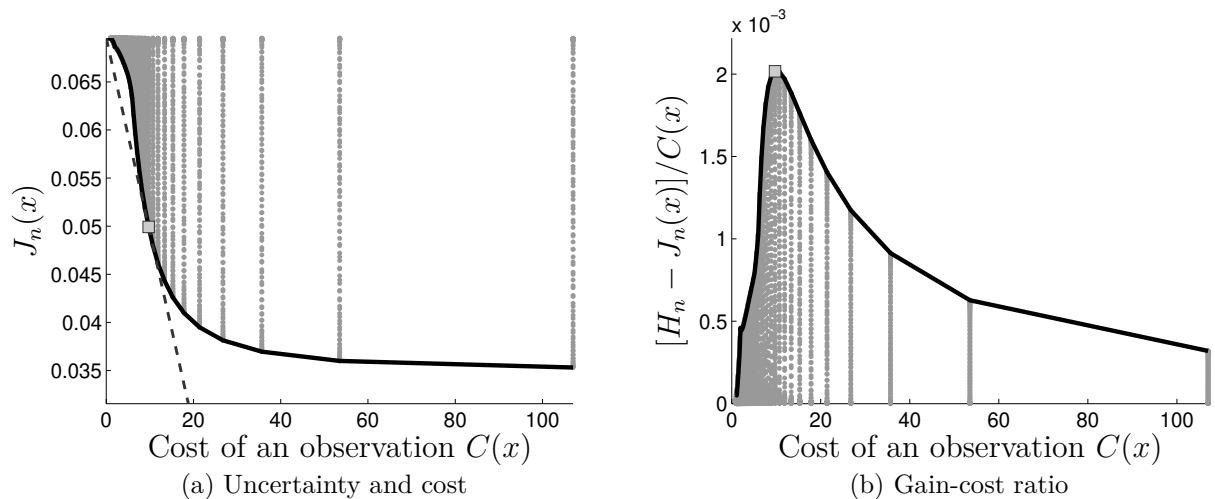 0.065
0.06
0.055
0.05
0.045
0.04
0.035
J_n(x)
0 20 40 60 80 100
Cost of an observation C(x)
(a) Uncertainty and cost
x 10^{-3}
2
1.5
1
0.5
0
[H_n − J_n(x)]/C(x)
0 20 40 60 80 100
Cost of an observation C(x)
(b) Gain-cost ratio